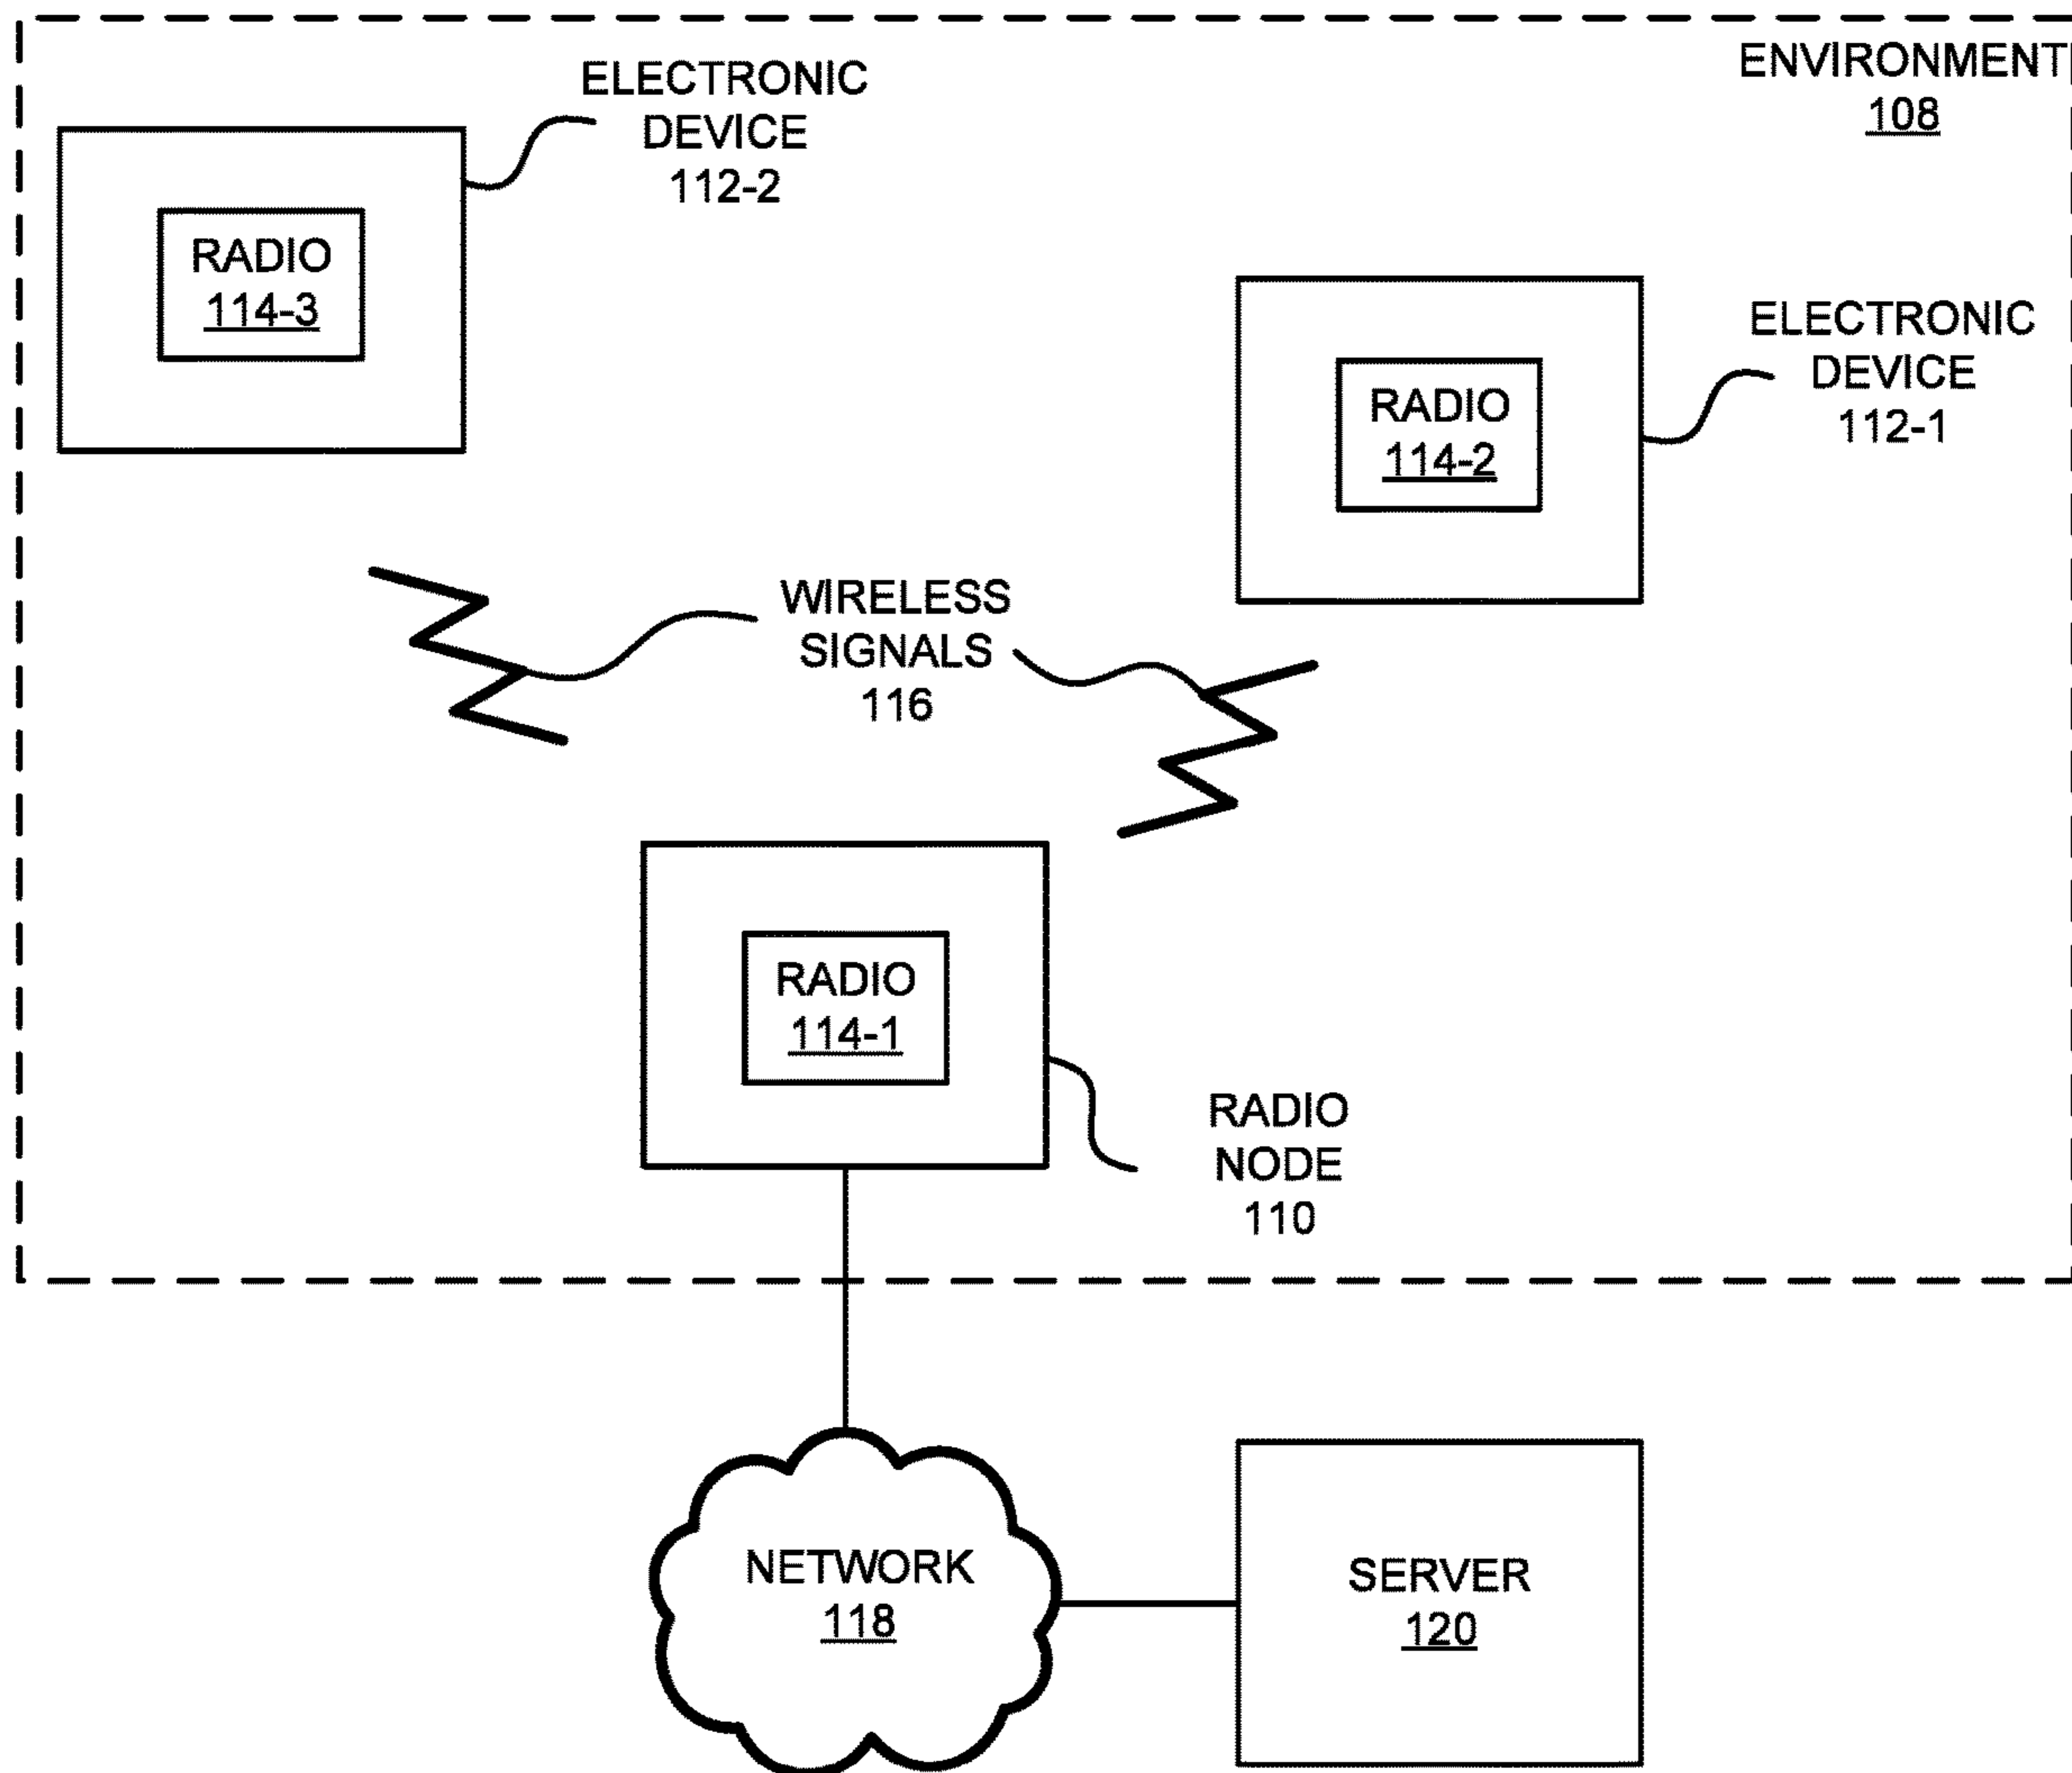 ENVIRONMENT
108
ELECTRONIC
DEVICE
112-2
RADIO
114-3
ELECTRONIC
DEVICE
112-1
RADIO
114-2
WIRELESS
SIGNALS
116
RADIO
114-1
RADIO
NODE
110
NETWORK
118
SERVER
120